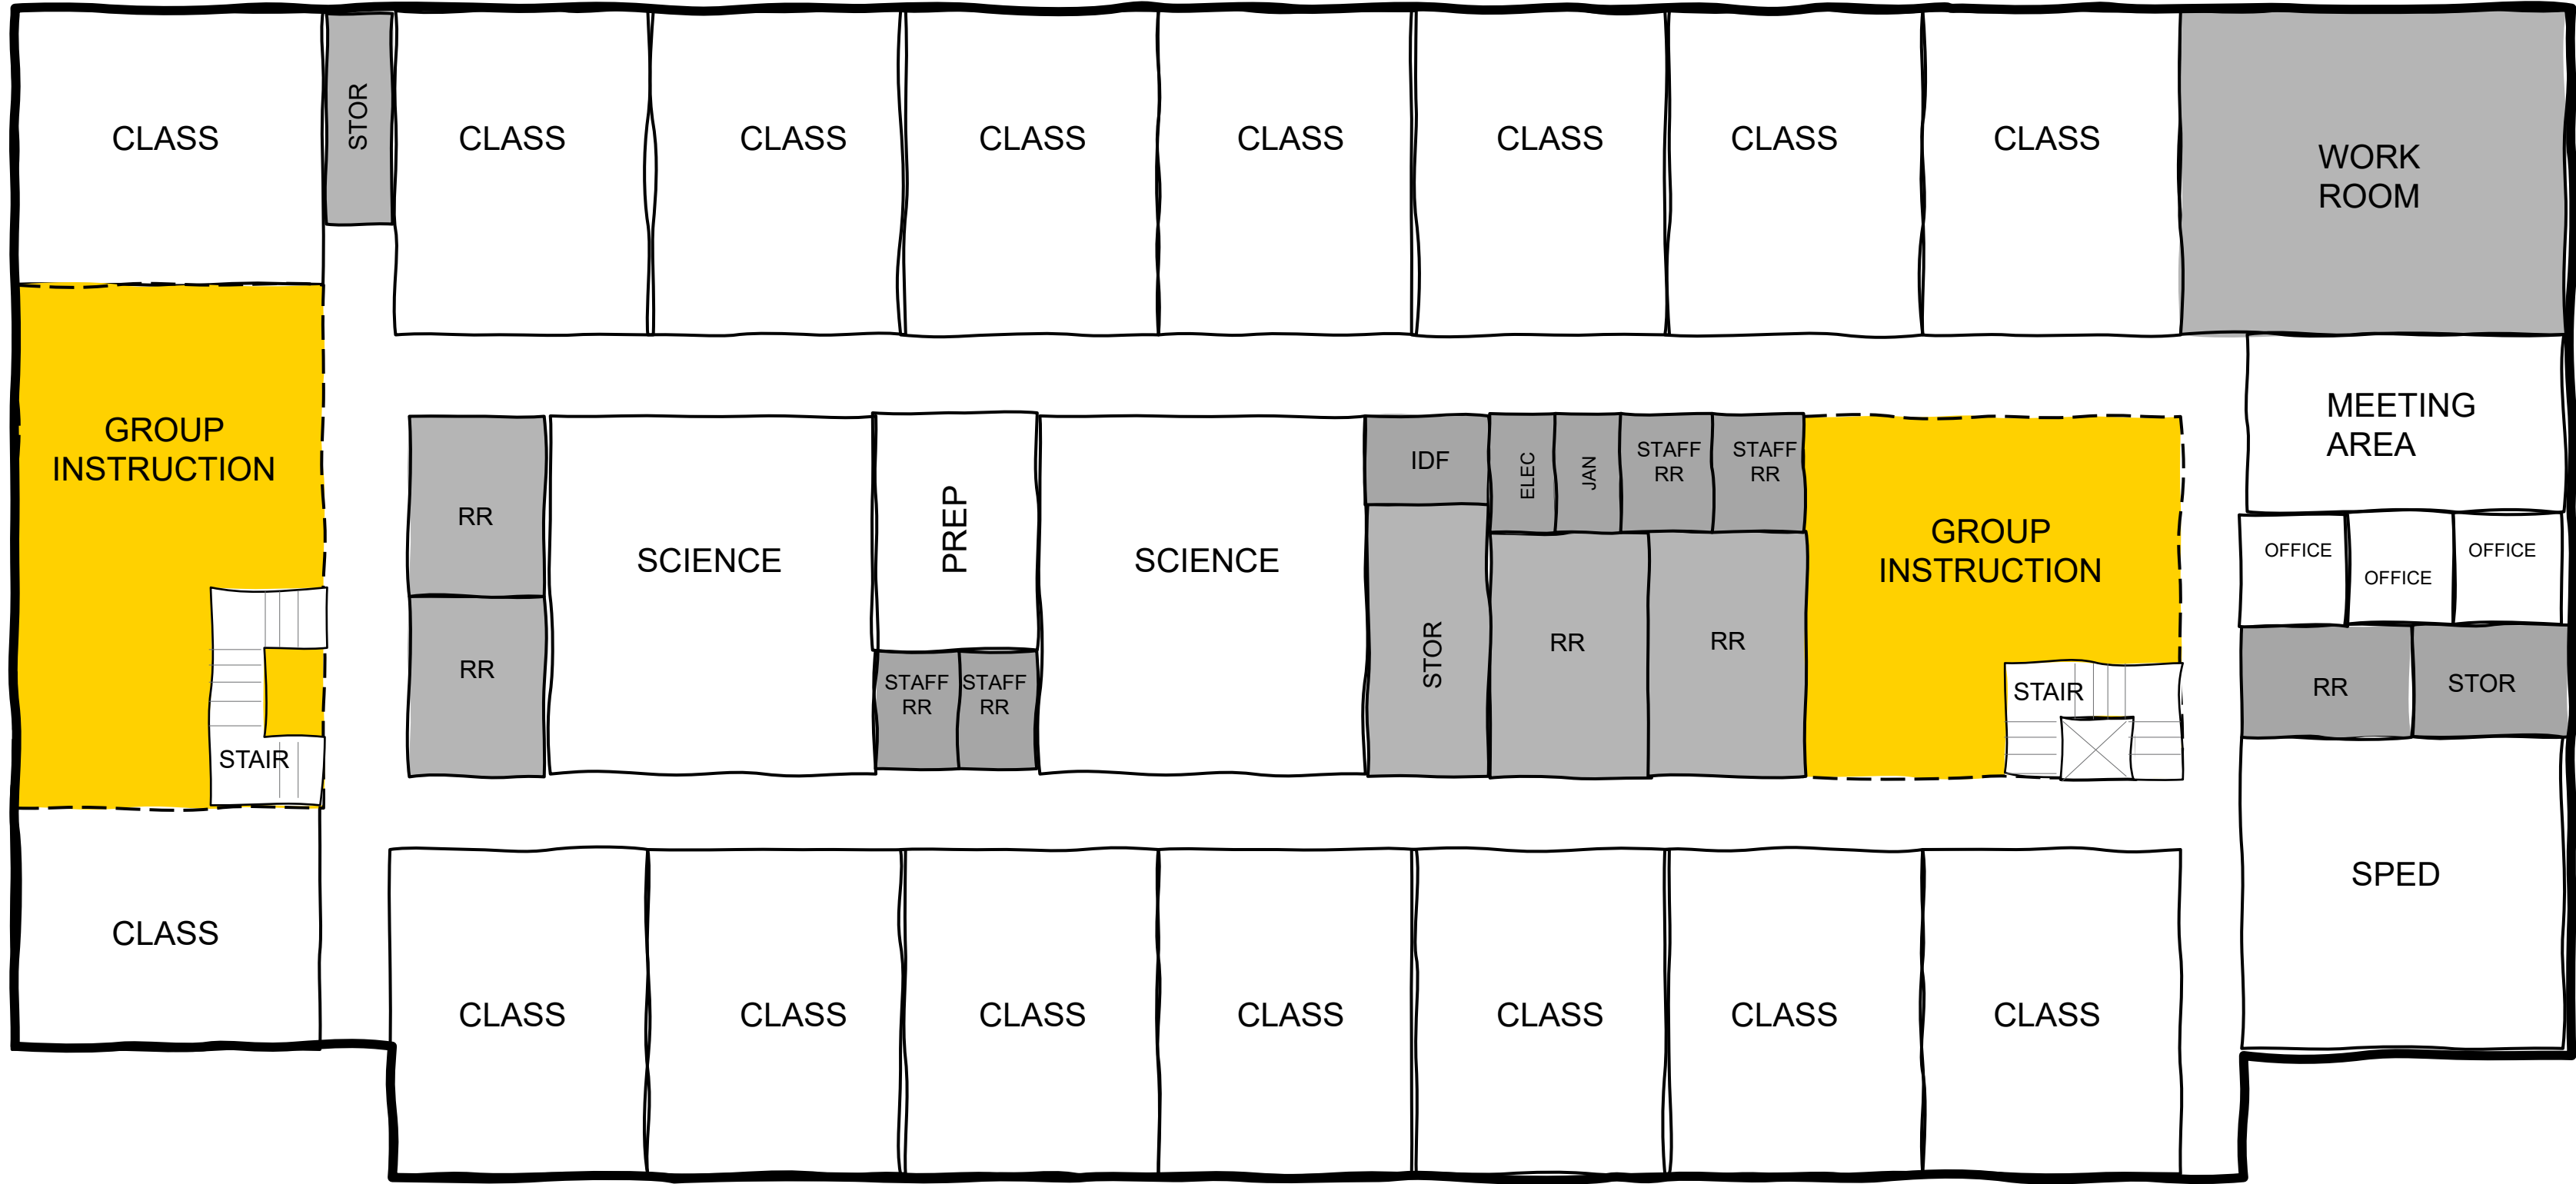 CLASS
STOR
CLASS
CLASS
CLASS
CLASS
CLASS
CLASS
CLASS
WORK
ROOM
GROUP
INSTRUCTION
STAIR
RR
RR
SCIENCE
PREP
STAFF
RR
STAFF
RR
SCIENCE
IDF
STOR
ELEC
JAN
STAFF
RR
STAFF
RR
RR
RR
GROUP
INSTRUCTION
STAIR
MEETING
AREA
OFFICE
OFFICE
OFFICE
RR
STOR
SPED
CLASS
CLASS
CLASS
CLASS
CLASS
CLASS
CLASS
CLASS